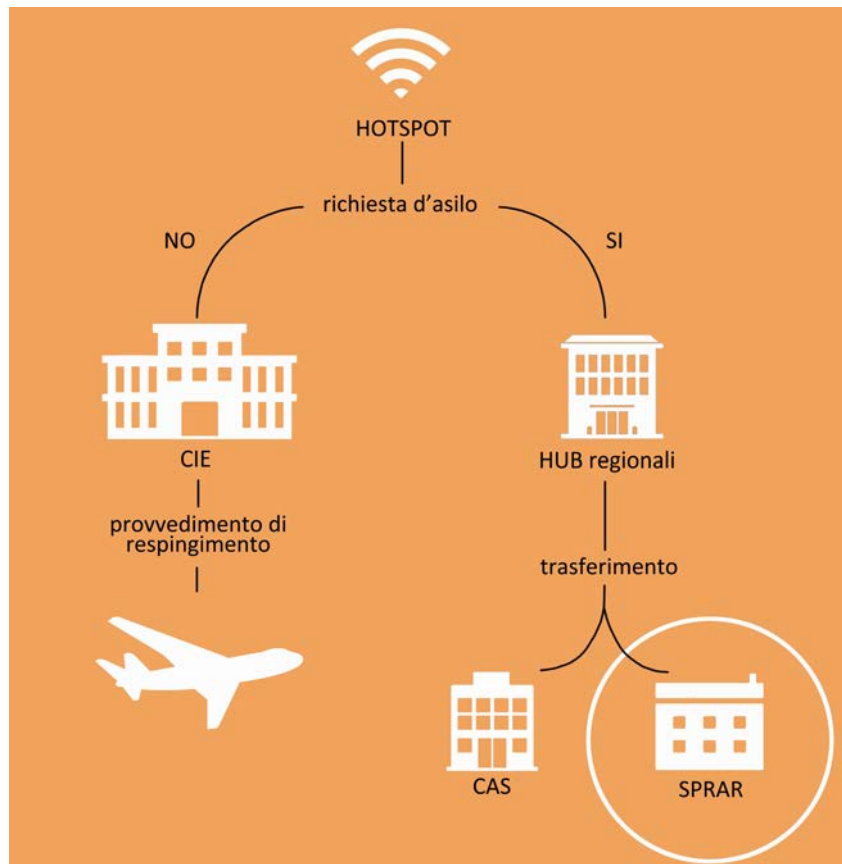 HOTSPOT
richiesta d'asilo
NO
SI
CIE
HUB regionali
provvedimento di
respingimento
trasferimento
CAS
SPRAR